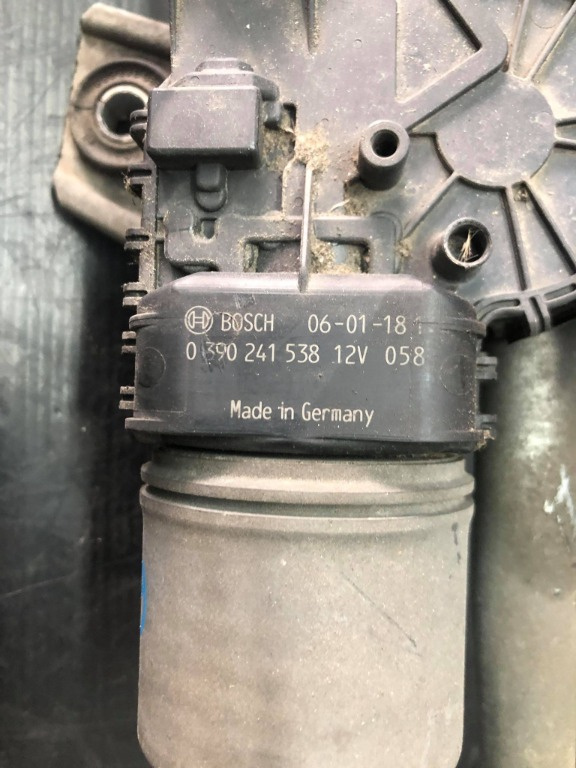 BOSCH 06-01-18
0 390 241 538 12V 058
Made in Germany